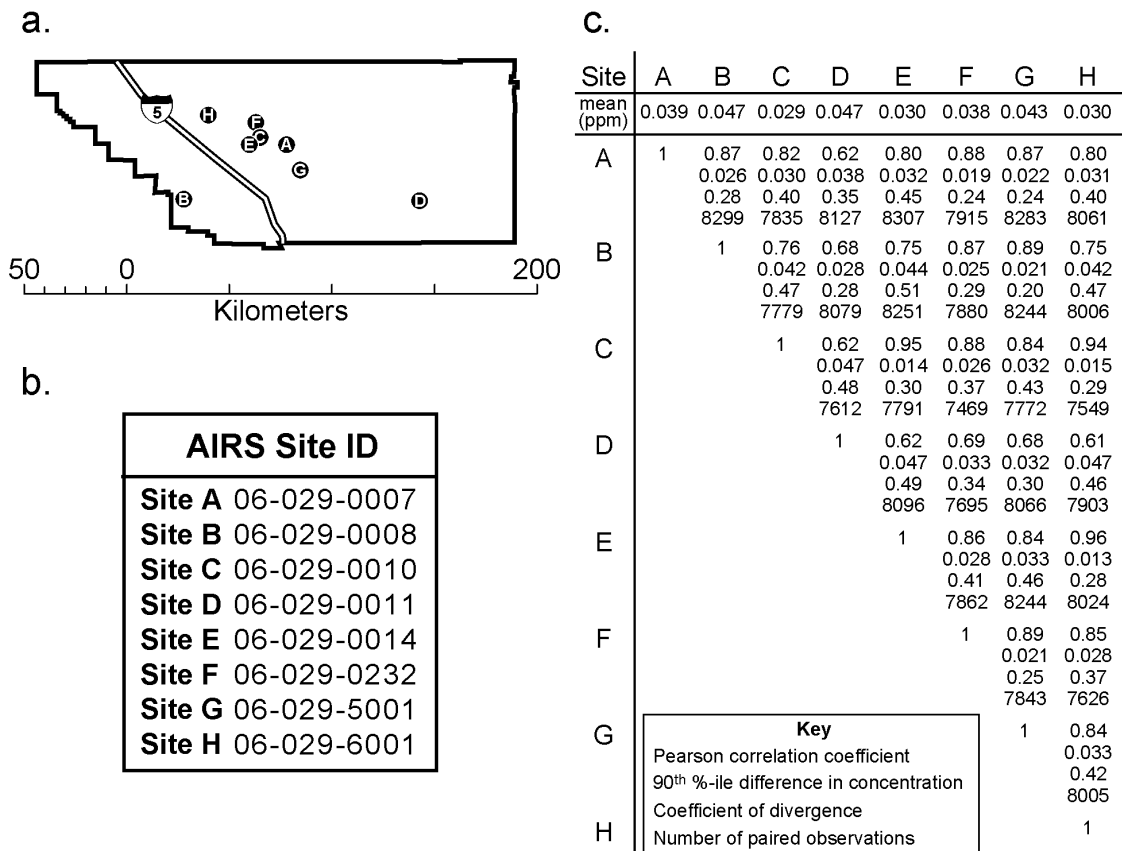 a.
5
H
F
C
E
A
G
B
D
50 0 200
Kilometers
b.
AIRS Site ID
Site A 06-029-0007
Site B 06-029-0008
Site C 06-029-0010
Site D 06-029-0011
Site E 06-029-0014
Site F 06-029-0232
Site G 06-029-5001
Site H 06-029-6001
c.
Site A B C D E F G H
mean
(ppm) 0.039 0.047 0.029 0.047 0.030 0.038 0.043 0.030
A 1 0.87 0.82 0.62 0.80 0.88 0.87 0.80
0.026 0.030 0.038 0.032 0.019 0.022 0.031
0.28 0.40 0.35 0.45 0.24 0.24 0.40
8299 7835 8127 8307 7915 8283 8061
B 1 0.76 0.68 0.75 0.87 0.89 0.75
0.042 0.028 0.044 0.025 0.021 0.042
0.47 0.28 0.51 0.29 0.20 0.47
7779 8079 8251 7880 8244 8006
C 1 0.62 0.95 0.88 0.84 0.94
0.047 0.014 0.026 0.032 0.015
0.48 0.30 0.37 0.43 0.29
7612 7791 7469 7772 7549
D 1 0.62 0.69 0.68 0.61
0.047 0.033 0.032 0.047
0.49 0.34 0.30 0.46
8096 7695 8066 7903
E 1 0.86 0.84 0.96
0.028 0.033 0.013
0.41 0.46 0.28
7862 8244 8024
F 1 0.89 0.85
0.021 0.028
0.25 0.37
7843 7626
G 1 0.84
0.033
0.42
8005
H 1
Key
Pearson correlation coefficient
90th %-ile difference in concentration
Coefficient of divergence
Number of paired observations